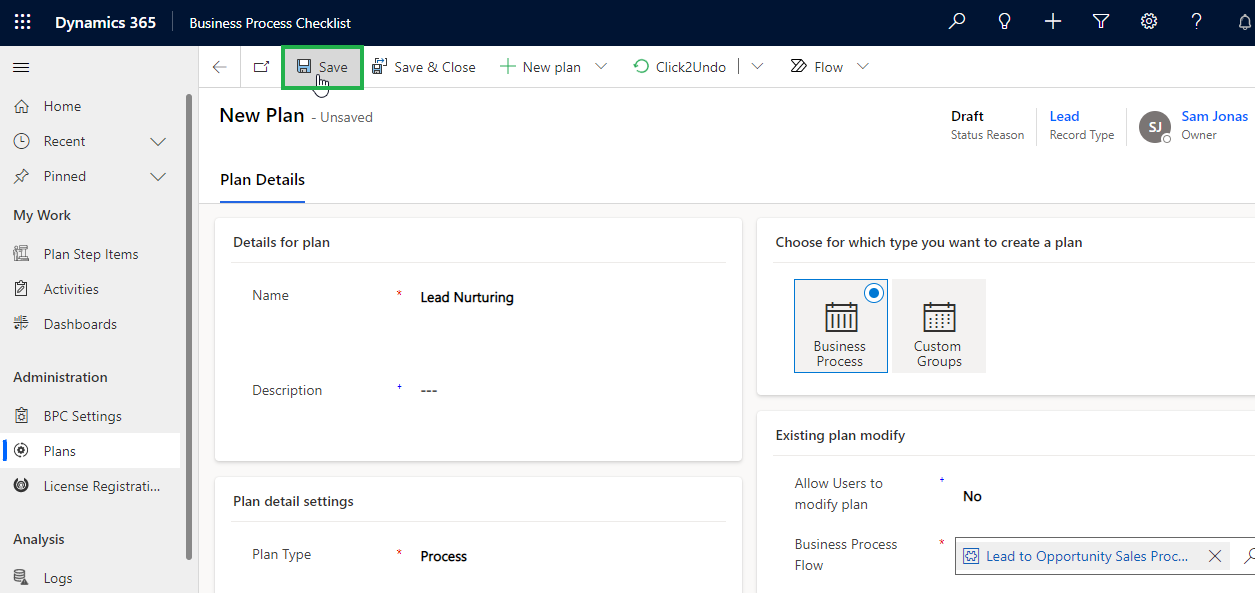 Dynamics 365 Business Process Checklist
Save Save & Close New plan Click2Undo Flow
Home
Recent
Pinned
My Work
Plan Step Items
Activities
Dashboards
Administration
BPC Settings
Plans
License Registrati...
Analysis
Logs
New Plan - Unsaved
Draft
Status Reason
Lead
Record Type
SJ
Sam Jonas
Owner
Plan Details
Details for plan
Name * Lead Nurturing
Description + ---
Plan detail settings
Plan Type * Process
Choose for which type you want to create a plan
Business
Process
Custom
Groups
Existing plan modify
Allow Users to + No
modify plan
Business Process * Lead to Opportunity Sales Proc...
Flow